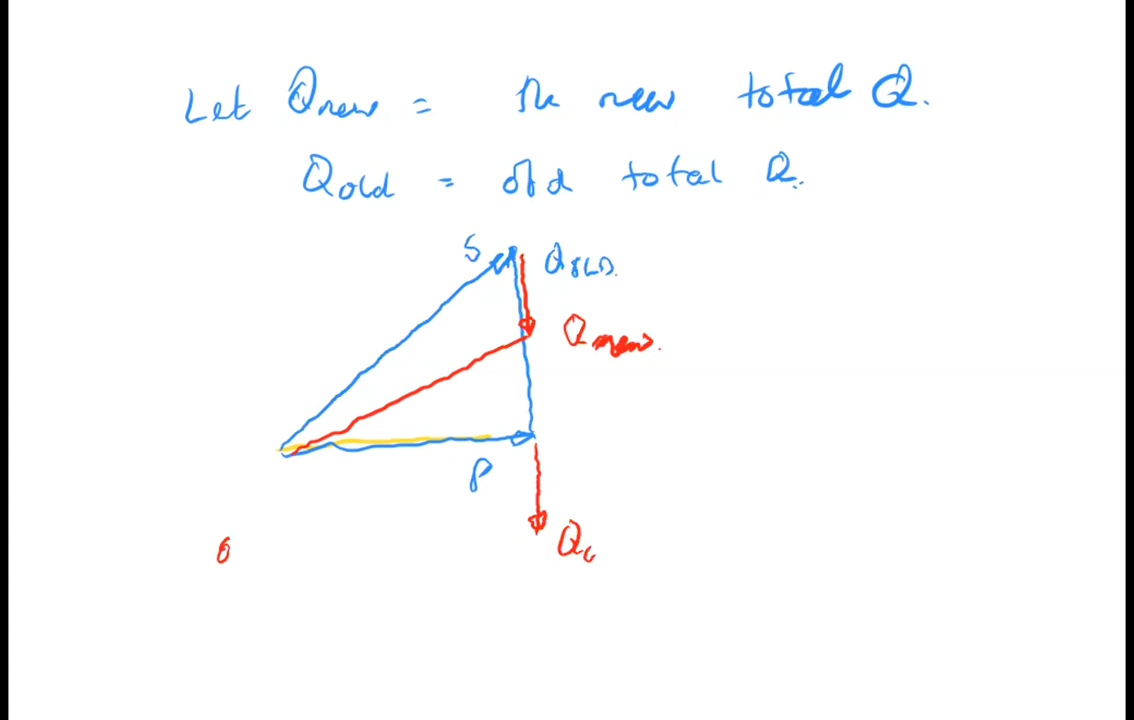 Let Qnew = the new total Q.
Qold = old total Q.
S QOLD.
Qnew.
P
θ Qc